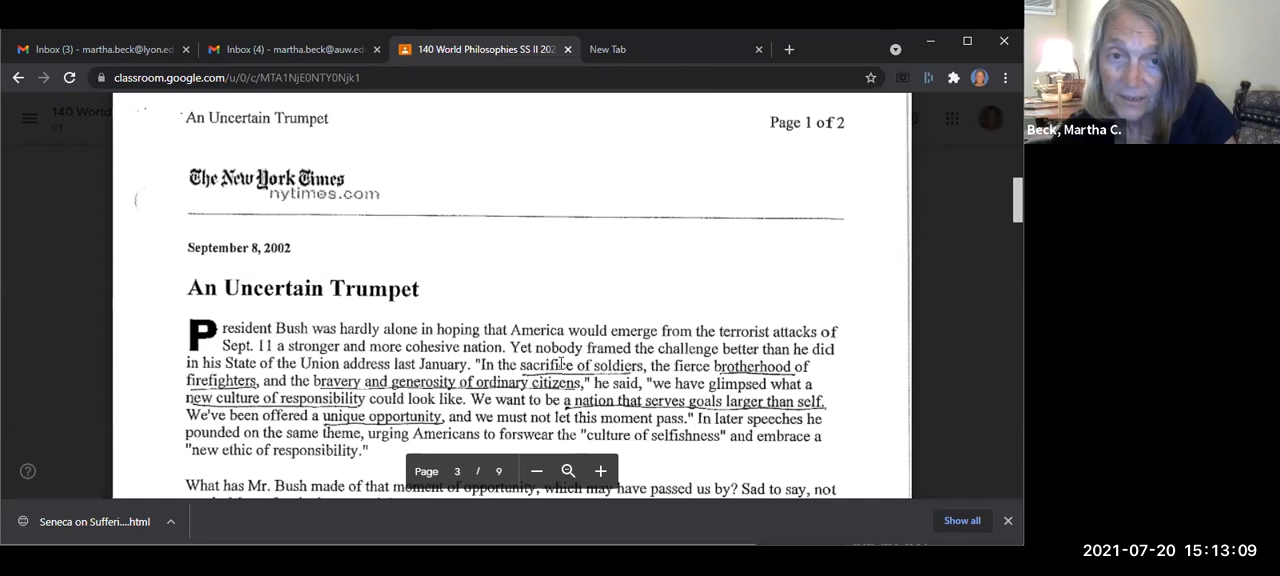 Inbox (3) - martha.beck@lyon.ed
Inbox (4) - martha.beck@auw.ed
140 World Philosophies SS II 202
New Tab
classroom.google.com/u/0/c/MTA1NjE0NTY0Njk1
140 World
Beck, Martha C.
An Uncertain Trumpet
Page 1 of 2
The New York Times
nytimes.com
September 8, 2002
An Uncertain Trumpet
President Bush was hardly alone in hoping that America would emerge from the terrorist attacks of
Sept. 11 a stronger and more cohesive nation. Yet nobody framed the challenge better than he did
in his State of the Union address last January. "In the sacrifice of soldiers, the fierce brotherhood of
firefighters, and the bravery and generosity of ordinary citizens," he said, "we have glimpsed what a
new culture of responsibility could look like. We want to be a nation that serves goals larger than self.
We've been offered a unique opportunity, and we must not let this moment pass." In later speeches he
pounded on the same theme, urging Americans to forswear the "culture of selfishness" and embrace a
"new ethic of responsibility."
What has Mr. Bush made of that moment of opportunity, which may have passed us by? Sad to say, not
Page 3 / 9
Seneca on Sufferi....html
Show all
2021-07-20 15:13:09